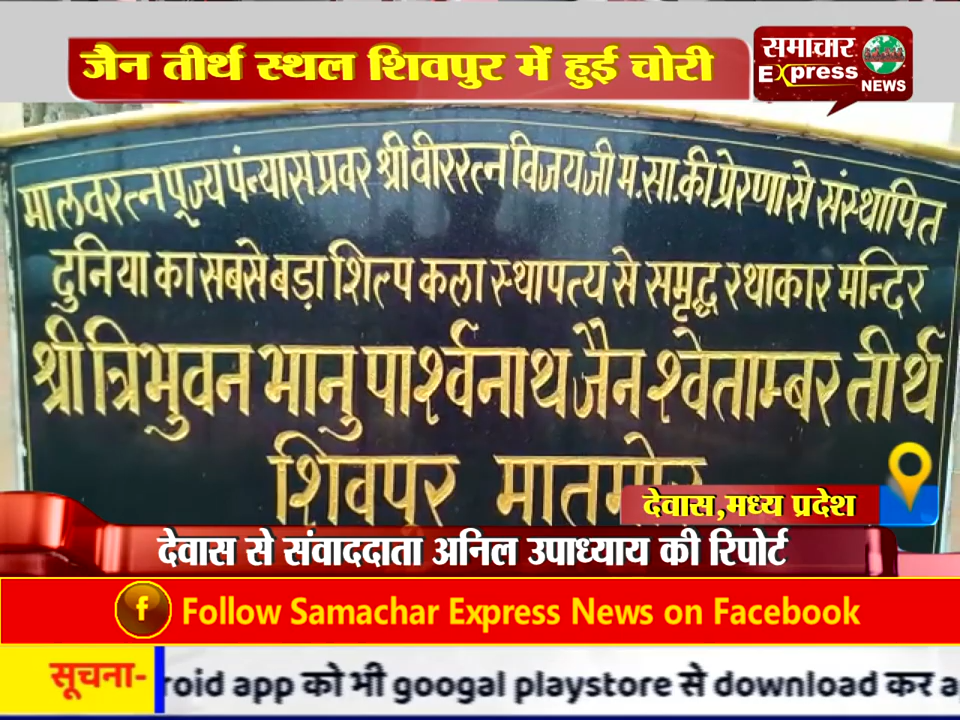 जैन तीर्थ स्थल शिवपुर में हुई चोरी
समाचार
Express
NEWS
मालवरत्न पूज्य पंन्यास प्रवर श्री वीररत्न विजयजी म.सा.की प्रेरणा से संस्थापित
दुनिया का सबसे बड़ा शिल्प कला स्थापत्य से समृद्ध रथाकार मन्दिर
श्री त्रिभुवन भानु पार्श्वनाथ जैन श्वेताम्बर तीर्थ
शिवपुर
देवास,मध्य प्रदेश
देवास से संवाददाता अनिल उपाध्याय की रिपोर्ट
f Follow Samachar Express News on Facebook
सूचना- roid app को भी googal playstore से download कर